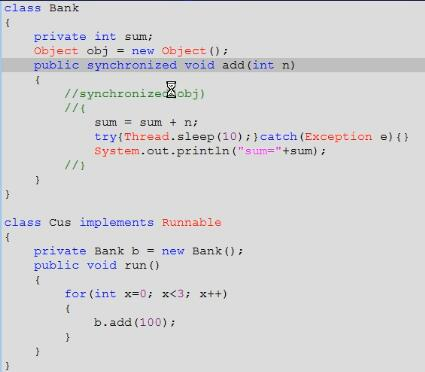 class Bank
{
private int sum;
Object obj = new Object();
public synchronized void add(int n)
{
//synchronized(obj)
//{
sum = sum + n;
try{Thread.sleep(10);}catch(Exception e){}
System.out.println("sum="+sum);
//}
}
}
class Cus implements Runnable
{
private Bank b = new Bank();
public void run()
{
for(int x=0; x<3; x++)
{
b.add(100);
}
}
}